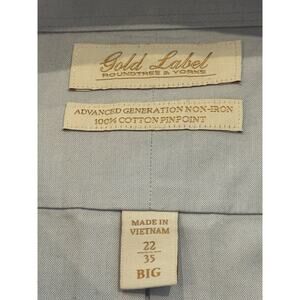 Gold Label
ROUNDTREE & YORKE
ADVANCED GENERATION NON-IRON
100% COTTON PINPOINT
MADE IN
VIETNAM
22
35
BIG